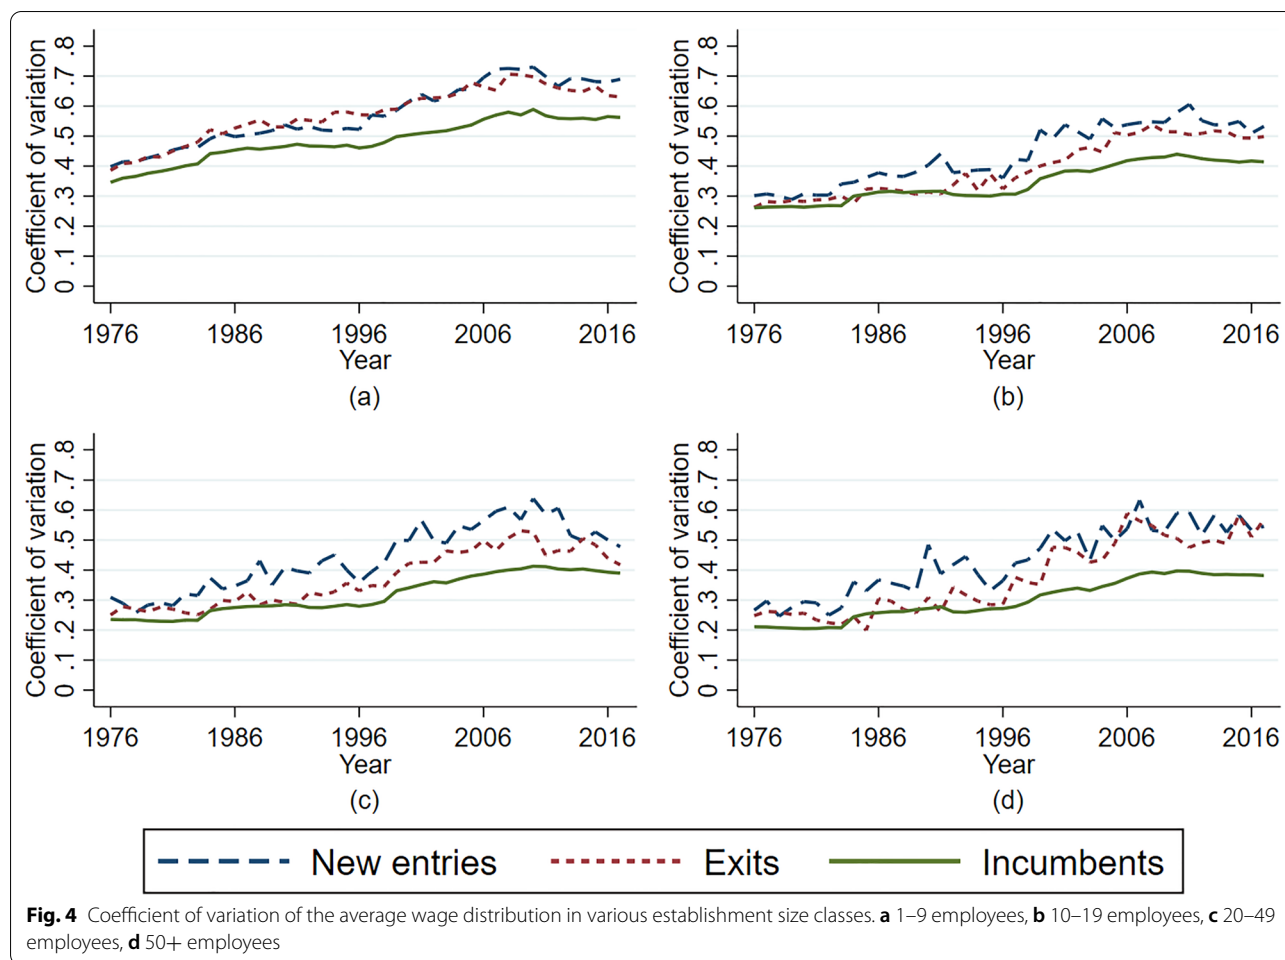 Coefficient of variation
0 .1 .2 .3 .4 .5 .6 .7 .8
1976 1986 1996 2006 2016
Year
(a)
Coefficient of variation
0 .1 .2 .3 .4 .5 .6 .7 .8
1976 1986 1996 2006 2016
Year
(b)
Coefficient of variation
0 .1 .2 .3 .4 .5 .6 .7 .8
1976 1986 1996 2006 2016
Year
(c)
Coefficient of variation
0 .1 .2 .3 .4 .5 .6 .7 .8
1976 1986 1996 2006 2016
Year
(d)
New entries Exits Incumbents
Fig. 4 Coefficient of variation of the average wage distribution in various establishment size classes. a 1–9 employees, b 10–19 employees, c 20–49
employees, d 50+ employees